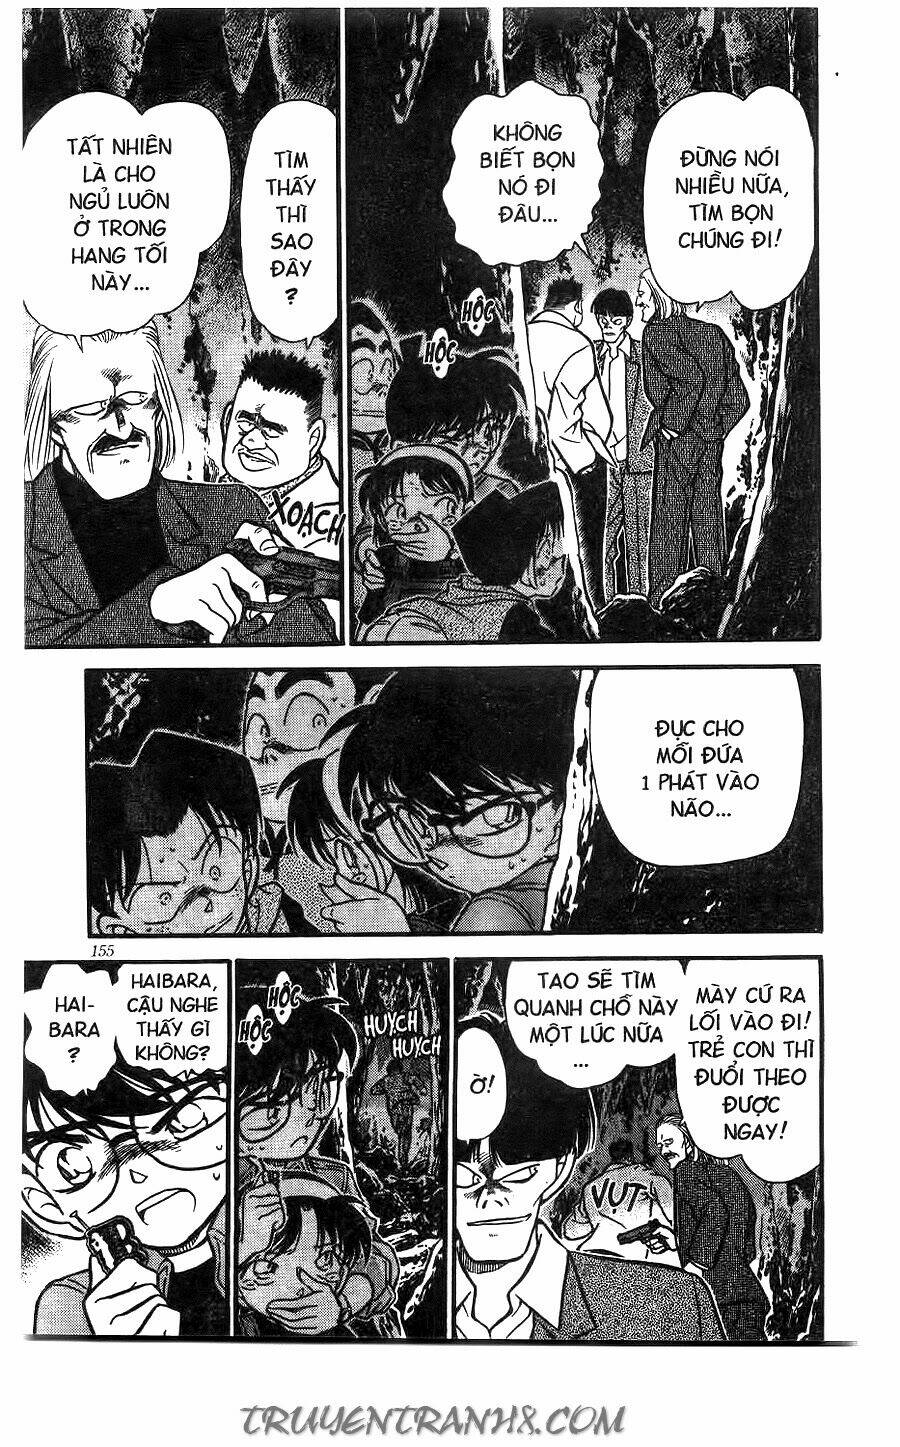 ĐỪNG NÓI
NHIỀU NỮA,
TÌM BỌN
CHÚNG ĐI!
KHÔNG
BIẾT BỌN
NÓ ĐI
ĐÂU...
HỘC
HỘC
TÌM
THẤY
THÌ
SAO
ĐÂY
?
TẤT NHIÊN
LÀ CHO
NGỦ LUÔN
Ở TRONG
HANG TỐI
NÀY...
XOẠCH
ĐỤC CHO
MỖI ĐỨA
1 PHÁT VÀO
NÃO...
155
MÀY CỨ RA
LỐI VÀO ĐI!
TRẺ CON THÌ
ĐUỔI THEO
ĐƯỢC
NGAY!
TAO SẼ TÌM
QUANH CHỖ NÀY
MỘT LÚC NỮA
...
Ờ!
VỤT
HUỴCH
HUỴCH
HỘC
HỘC
HAIBARA,
CẬU NGHE
THẤY GÌ
KHÔNG?
HAI-
BARA
?
TRUYENTRANH8.COM